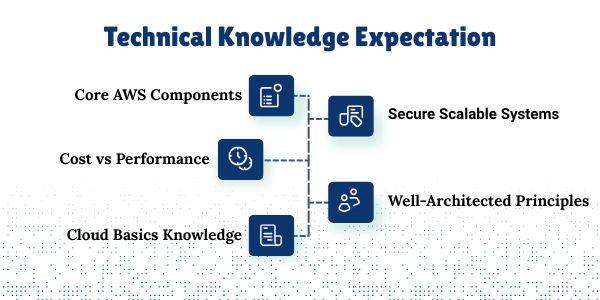 Technical Knowledge Expectation
Core AWS Components
Secure Scalable Systems
Cost vs Performance
Well-Architected Principles
Cloud Basics Knowledge